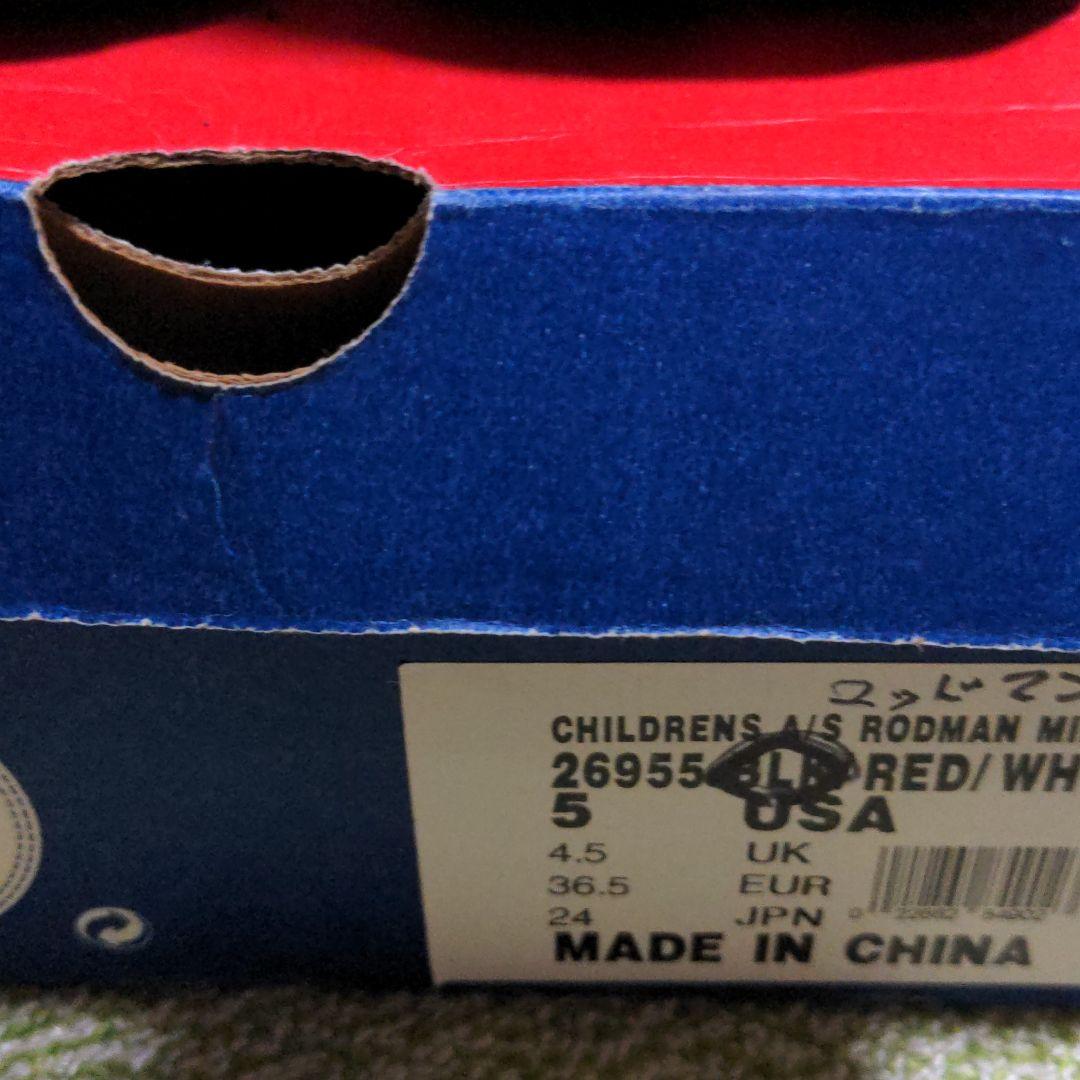 ロッドマン
CHILDRENS A/S RODMAN MI
26955 BLK RED/WH
5 USA
4.5 UK
36.5 EUR
24 JPN
MADE IN CHINA